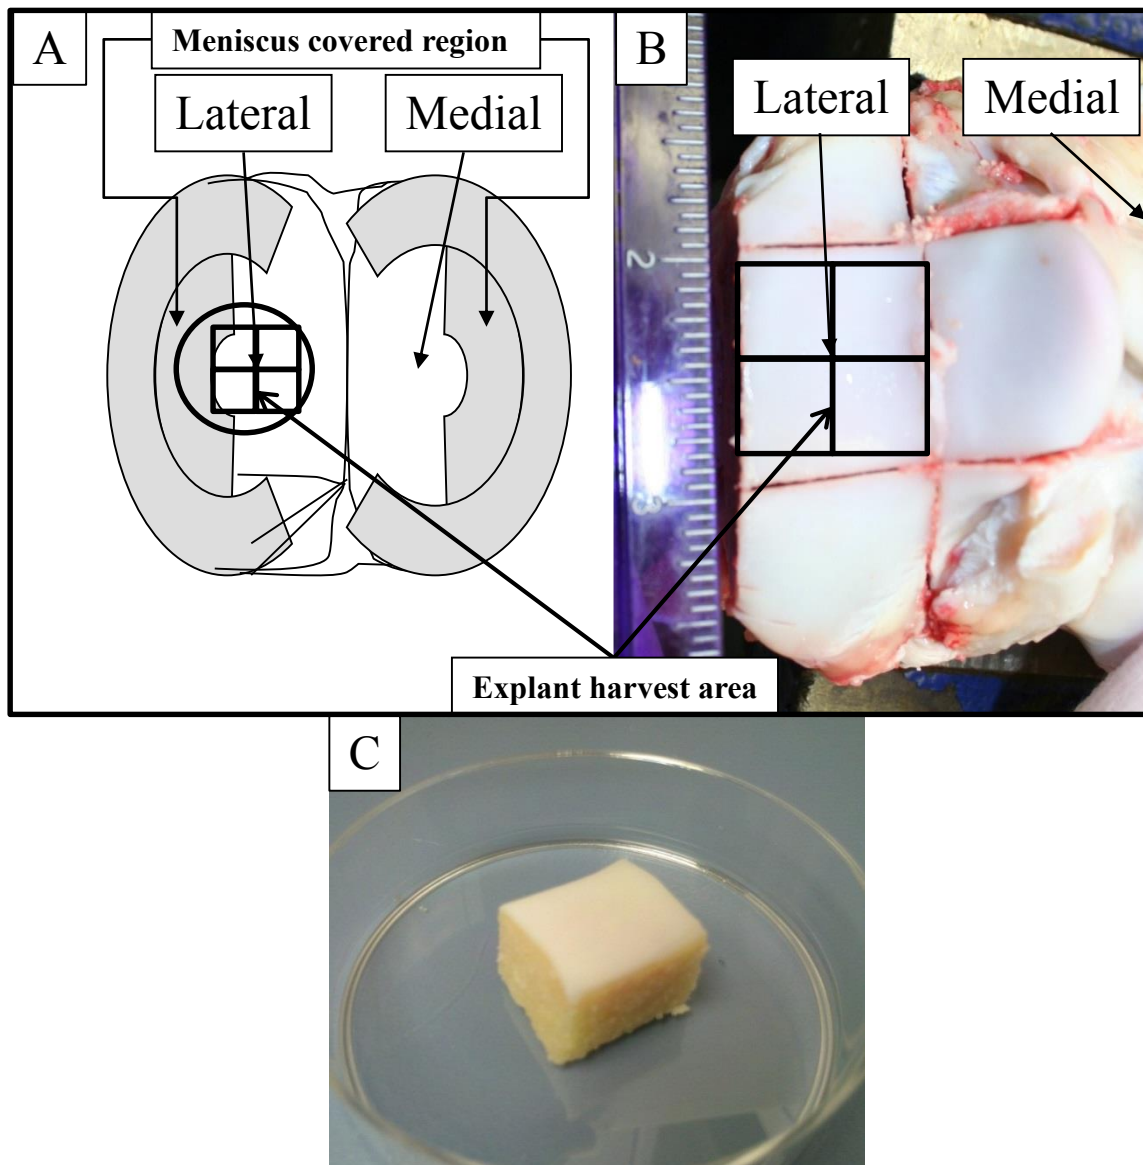 A
Meniscus covered region
Lateral
Medial
B
Lateral
Medial
2
3
Explant harvest area
C